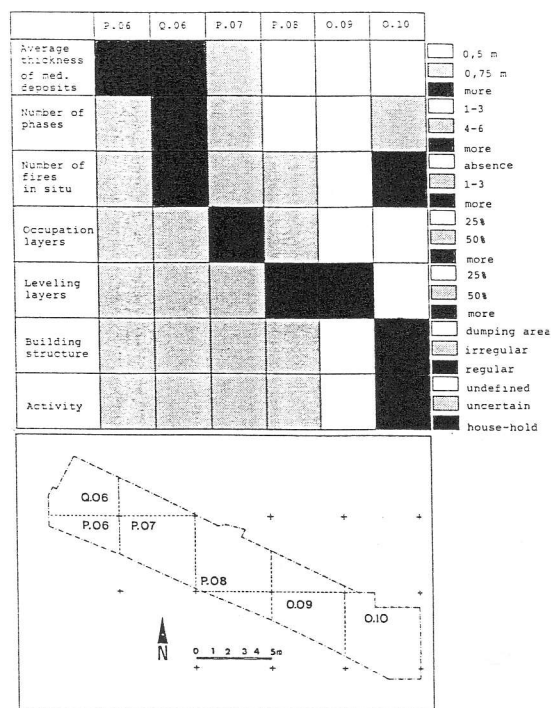 P.06 Q.06 P.07 P.08 O.09 O.10
Average
thickness
of med.
deposits
0,5 m
0,75 m
more
Number of
phases
1-3
4-6
more
Number of
fires
in situ
absence
1-3
more
Occupation
layers
25%
50%
more
Leveling
layers
25%
50%
more
Building
structure
dumping area
irregular
regular
Activity
undefined
uncertain
house-hold
Q.06
P.06 P.07
P.08
O.09 O.10
N
0 1 2 3 4 5m